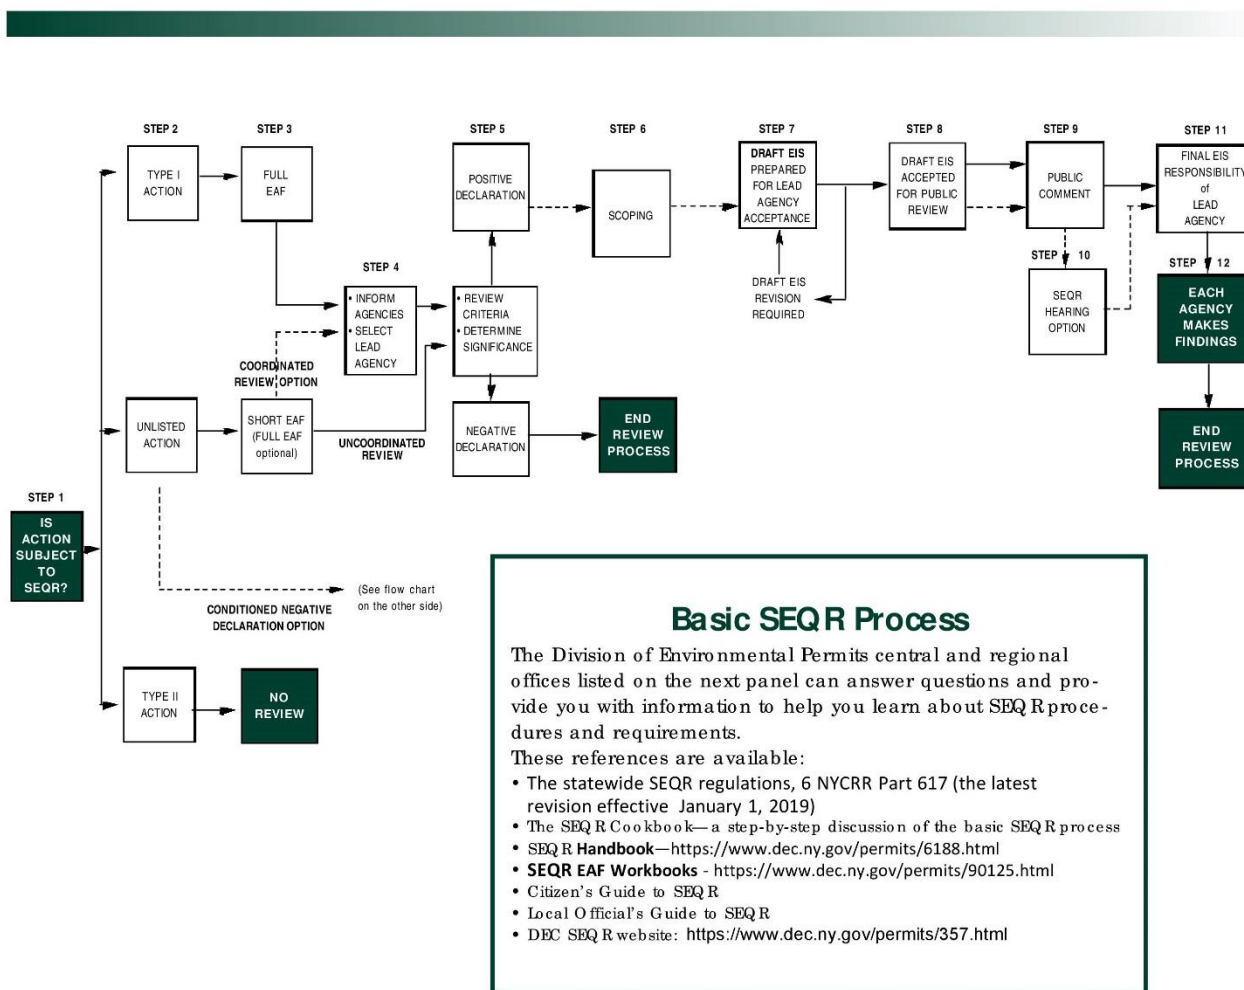 STEP 2
TYPE I
ACTION
STEP 3
FULL
EAF
STEP 4
• INFORM
AGENCIES
• SELECT
LEAD
AGENCY
STEP 5
POSITIVE
DECLARATION
• REVIEW
CRITERIA
• DETERMINE
SIGNIFICANCE
NEGATIVE
DECLARATION
END
REVIEW
PROCESS
STEP 6
SCOPING
STEP 7
DRAFT EIS
PREPARED
FOR LEAD
AGENCY
ACCEPTANCE
DRAFT EIS
REVISION
REQUIRED
STEP 8
DRAFT EIS
ACCEPTED
FOR PUBLIC
REVIEW
STEP 9
PUBLIC
COMMENT
STEP 10
SEQR
HEARING
OPTION
STEP 11
FINAL EIS
RESPONSIBILITY
of
LEAD
AGENCY
STEP 12
EACH
AGENCY
MAKES
FINDINGS
END
REVIEW
PROCESS
COORDINATED
REVIEW OPTION
UNLISTED
ACTION
SHORT EAF
(FULL EAF
optional)
UNCOORDINATED
REVIEW
STEP 1
IS
ACTION
SUBJECT
TO
SEQR?
(See flow chart
on the other side)
CONDITIONED NEGATIVE
DECLARATION OPTION
TYPE II
ACTION
NO
REVIEW
Basic SEQR Process
The Division of Environmental Permits central and regional
offices listed on the next panel can answer questions and pro-
vide you with information to help you learn about SEQR proce-
dures and requirements.
These references are available:
• The statewide SEQR regulations, 6 NYCRR Part 617 (the latest
revision effective January 1, 2019)
• The SEQR Cookbook—a step-by-step discussion of the basic SEQR process
• SEQR Handbook—https://www.dec.ny.gov/permits/6188.html
• SEQR EAF Workbooks - https://www.dec.ny.gov/permits/90125.html
• Citizen's Guide to SEQR
• Local Official's Guide to SEQR
• DEC SEQR website: https://www.dec.ny.gov/permits/357.html